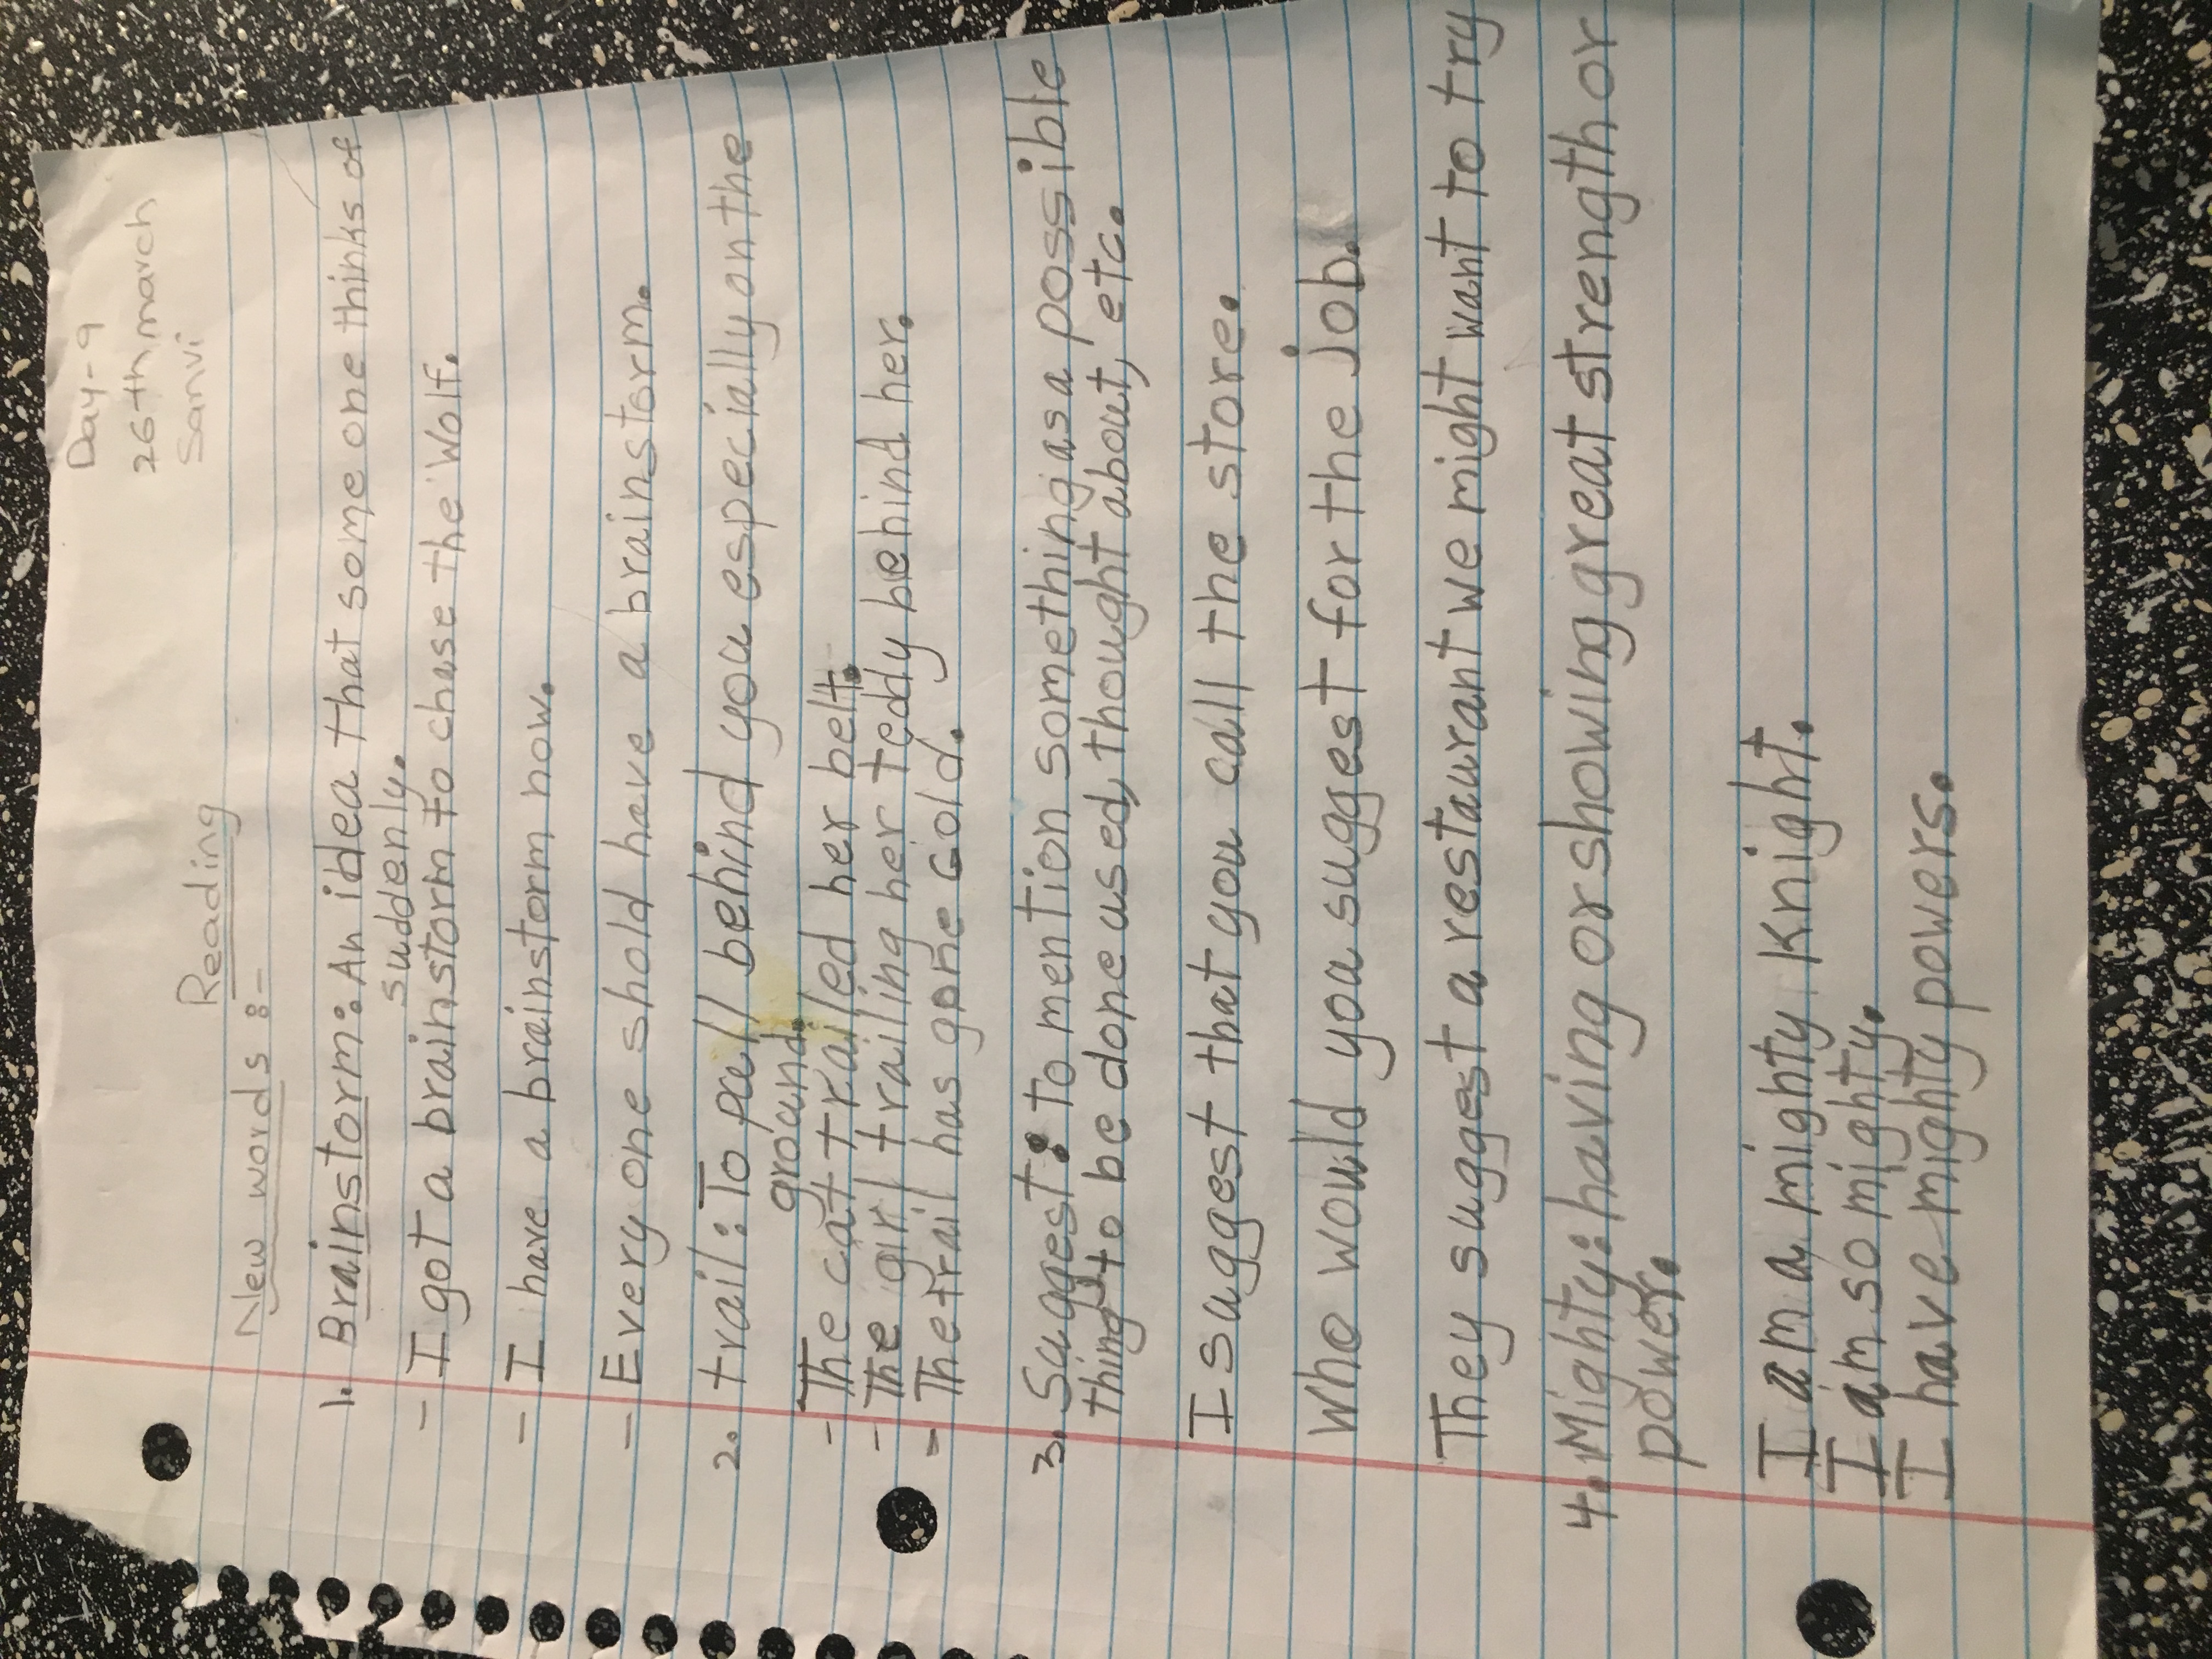 Day-9
26th march
Sanvi
Reading
New words :-
1. Brainstorm: An idea that some one thinks of
suddenly.
- I got a brainstorm to chase the Wolf.
- I have a brainstorm now.
- Every one shold have a brainstorm.
2. trail: To pull behind you especially on the
ground.
- The cat trailed her belt.
- The girl trailing her teddy behind her.
- The trail has gone Gold.
3. Suggest: to mention something as a possible
thing to be done used, thought about, etc.
I suggest that you call the store.
Who would you suggest for the job.
They suggest a restaurant we might want to try
4. Mighty: having or showing great strength or
power.
I am a mighty Knight.
I am so mighty.
I have mighty powers.